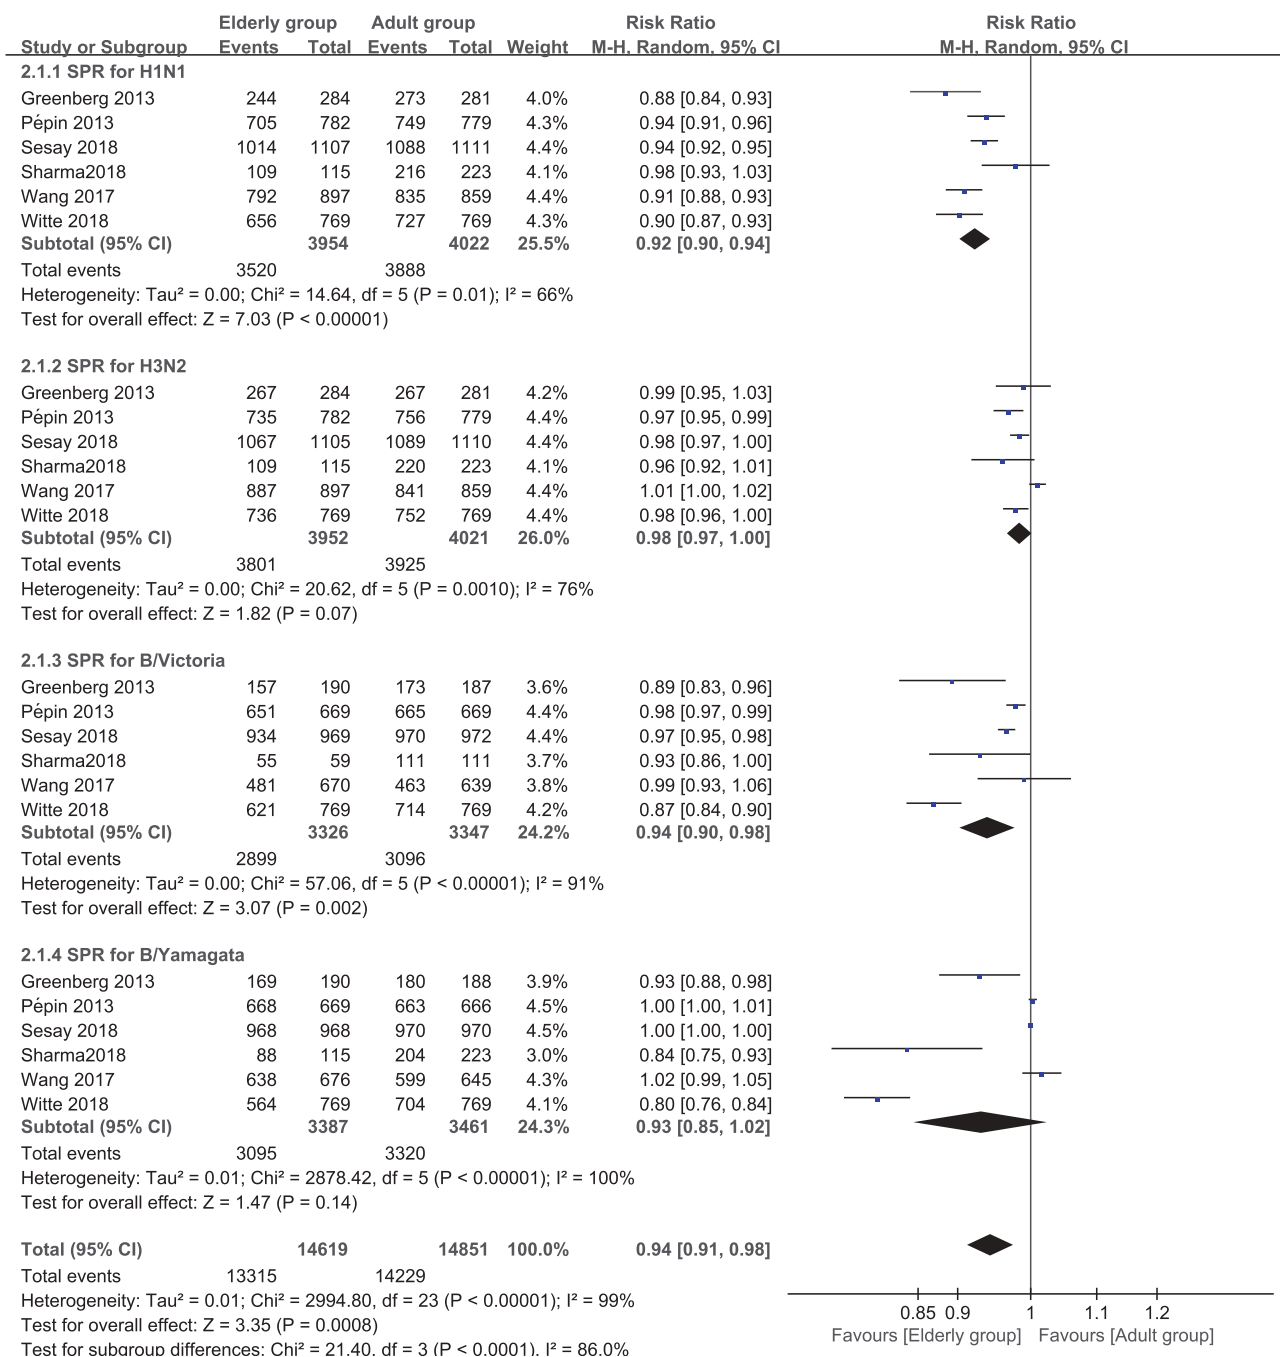 Elderly group Adult group Risk Ratio Risk Ratio
Study or Subgroup Events Total Events Total Weight M-H, Random, 95% CI M-H, Random, 95% CI
2.1.1 SPR for H1N1
Greenberg 2013 244 284 273 281 4.0% 0.88 [0.84, 0.93]
Pépin 2013 705 782 749 779 4.3% 0.94 [0.91, 0.96]
Sesay 2018 1014 1107 1088 1111 4.4% 0.94 [0.92, 0.95]
Sharma2018 109 115 216 223 4.1% 0.98 [0.93, 1.03]
Wang 2017 792 897 835 859 4.4% 0.91 [0.88, 0.93]
Witte 2018 656 769 727 769 4.3% 0.90 [0.87, 0.93]
Subtotal (95% CI) 3954 4022 25.5% 0.92 [0.90, 0.94]
Total events 3520 3888
Heterogeneity: Tau² = 0.00; Chi² = 14.64, df = 5 (P = 0.01); I² = 66%
Test for overall effect: Z = 7.03 (P < 0.00001)
2.1.2 SPR for H3N2
Greenberg 2013 267 284 267 281 4.2% 0.99 [0.95, 1.03]
Pépin 2013 735 782 756 779 4.4% 0.97 [0.95, 0.99]
Sesay 2018 1067 1105 1089 1110 4.4% 0.98 [0.97, 1.00]
Sharma2018 109 115 220 223 4.1% 0.96 [0.92, 1.01]
Wang 2017 887 897 841 859 4.4% 1.01 [1.00, 1.02]
Witte 2018 736 769 752 769 4.4% 0.98 [0.96, 1.00]
Subtotal (95% CI) 3952 4021 26.0% 0.98 [0.97, 1.00]
Total events 3801 3925
Heterogeneity: Tau² = 0.00; Chi² = 20.62, df = 5 (P = 0.0010); I² = 76%
Test for overall effect: Z = 1.82 (P = 0.07)
2.1.3 SPR for B/Victoria
Greenberg 2013 157 190 173 187 3.6% 0.89 [0.83, 0.96]
Pépin 2013 651 669 665 669 4.4% 0.98 [0.97, 0.99]
Sesay 2018 934 969 970 972 4.4% 0.97 [0.95, 0.98]
Sharma2018 55 59 111 111 3.7% 0.93 [0.86, 1.00]
Wang 2017 481 670 463 639 3.8% 0.99 [0.93, 1.06]
Witte 2018 621 769 714 769 4.2% 0.87 [0.84, 0.90]
Subtotal (95% CI) 3326 3347 24.2% 0.94 [0.90, 0.98]
Total events 2899 3096
Heterogeneity: Tau² = 0.00; Chi² = 57.06, df = 5 (P < 0.00001); I² = 91%
Test for overall effect: Z = 3.07 (P = 0.002)
2.1.4 SPR for B/Yamagata
Greenberg 2013 169 190 180 188 3.9% 0.93 [0.88, 0.98]
Pépin 2013 668 669 663 666 4.5% 1.00 [1.00, 1.01]
Sesay 2018 968 968 970 970 4.5% 1.00 [1.00, 1.00]
Sharma2018 88 115 204 223 3.0% 0.84 [0.75, 0.93]
Wang 2017 638 676 599 645 4.3% 1.02 [0.99, 1.05]
Witte 2018 564 769 704 769 4.1% 0.80 [0.76, 0.84]
Subtotal (95% CI) 3387 3461 24.3% 0.93 [0.85, 1.02]
Total events 3095 3320
Heterogeneity: Tau² = 0.01; Chi² = 2878.42, df = 5 (P < 0.00001); I² = 100%
Test for overall effect: Z = 1.47 (P = 0.14)
Total (95% CI) 14619 14851 100.0% 0.94 [0.91, 0.98]
Total events 13315 14229
Heterogeneity: Tau² = 0.01; Chi² = 2994.80, df = 23 (P < 0.00001); I² = 99%
Test for overall effect: Z = 3.35 (P = 0.0008)
Test for subgroup differences: Chi² = 21.40, df = 3 (P < 0.0001), I² = 86.0%
0.85 0.9 1 1.1 1.2
Favours [Elderly group] Favours [Adult group]